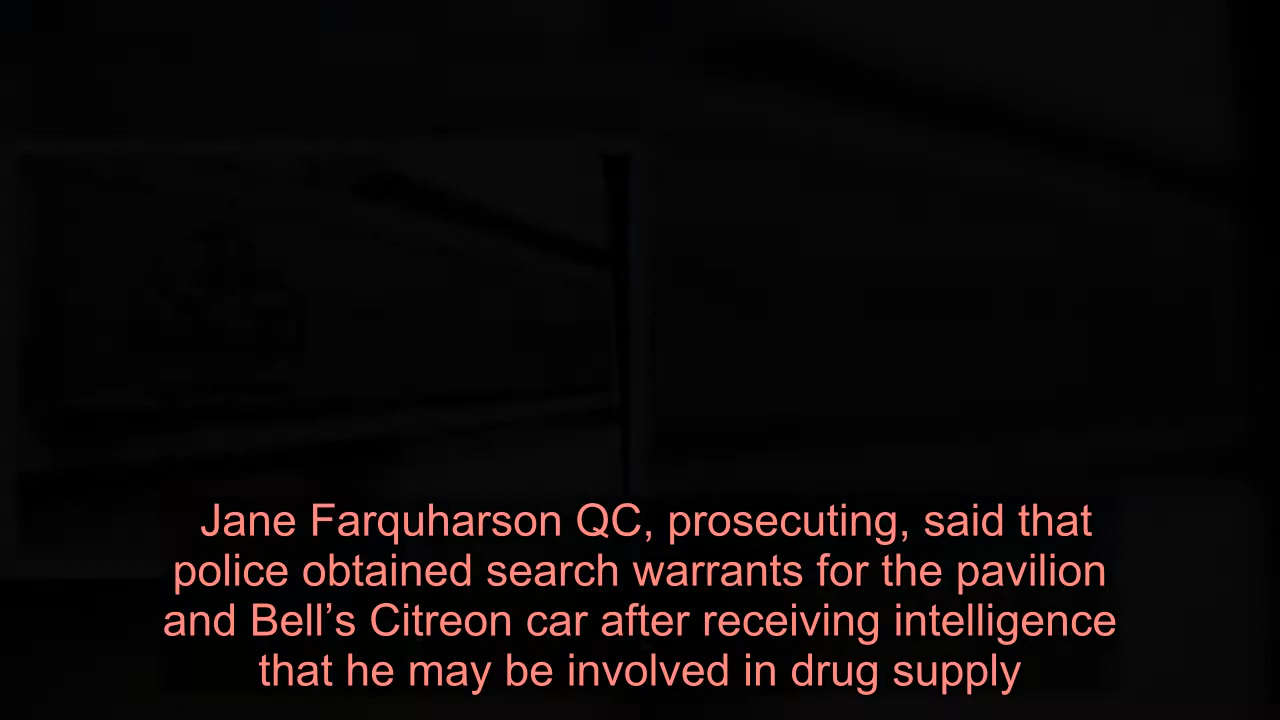 Jane Farquharson QC, prosecuting, said that
police obtained search warrants for the pavilion
and Bell’s Citreon car after receiving intelligence
that he may be involved in drug supply